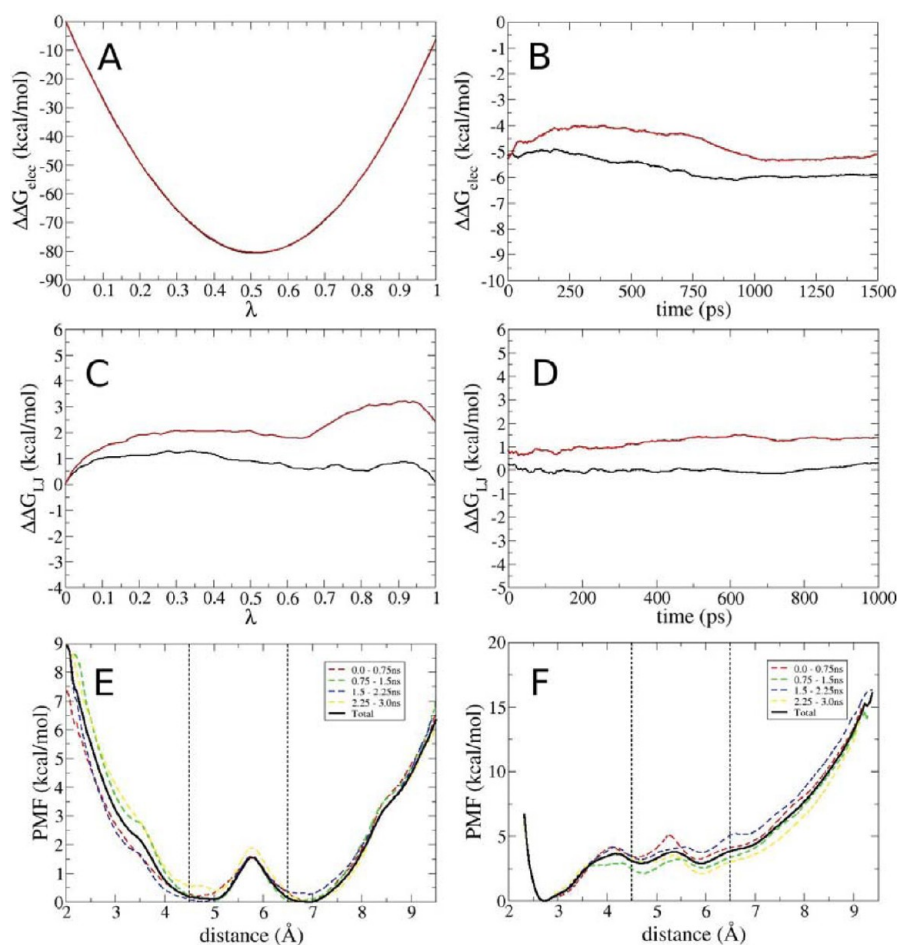 A
ΔΔG_elec (kcal/mol)
0
-10
-20
-30
-40
-50
-60
-70
-80
-90
0 0.1 0.2 0.3 0.4 0.5 0.6 0.7 0.8 0.9 1
λ
B
ΔΔG_elec (kcal/mol)
0
-1
-2
-3
-4
-5
-6
-7
-8
-9
-10
0 250 500 750 1000 1250 1500
time (ps)
C
ΔΔG_LJ (kcal/mol)
6
5
4
3
2
1
0
-1
-2
-3
-4
0 0.1 0.2 0.3 0.4 0.5 0.6 0.7 0.8 0.9 1
λ
D
ΔΔG_LJ (kcal/mol)
6
5
4
3
2
1
0
-1
-2
-3
-4
-5
0 200 400 600 800 1000
time (ps)
E
PMF (kcal/mol)
9
8
7
6
5
4
3
2
1
0
0.0 - 0.75ns
0.75 - 1.5ns
1.5 - 2.25ns
2.25 - 3.0ns
Total
2 3 4 5 6 7 8 9
distance (Å)
F
PMF (kcal/mol)
20
15
10
5
0
0.0 - 0.75ns
0.75 - 1.5ns
1.5 - 2.25ns
2.25 - 3.0ns
Total
2 3 4 5 6 7 8 9
distance (Å)